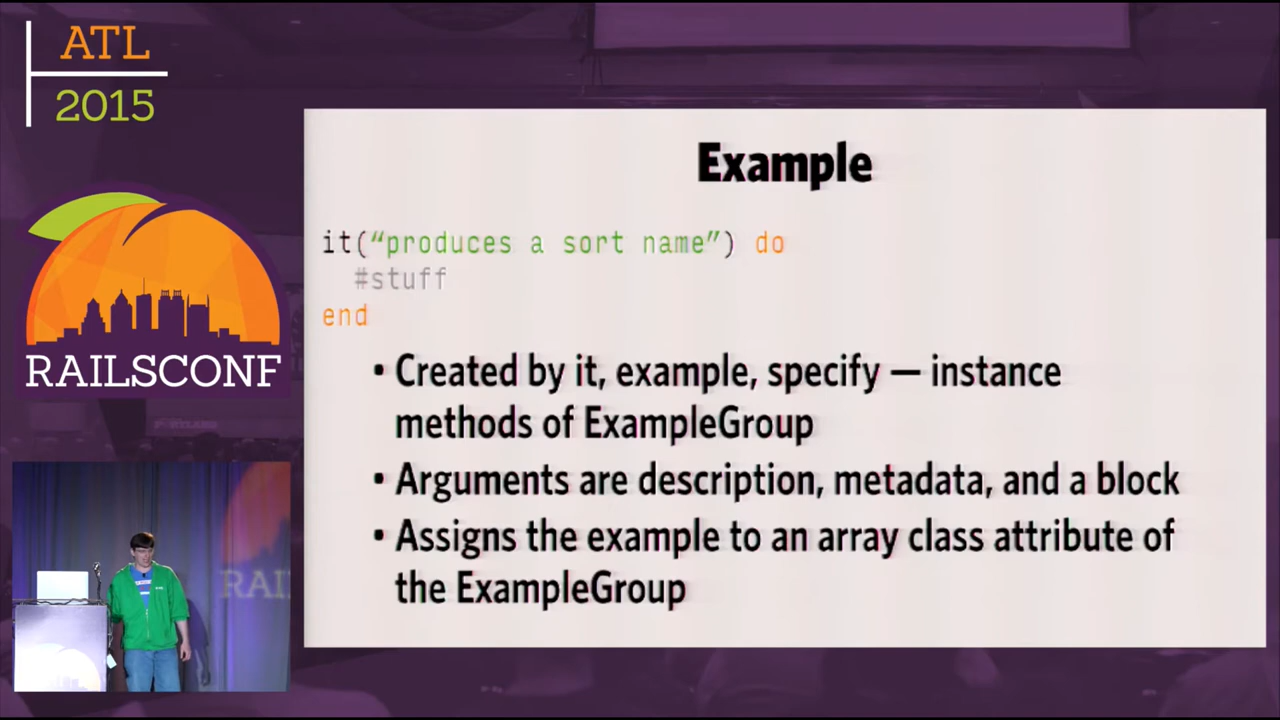 ATL
2015
RAILSCONF
Example
it(“produces a sort name”) do
#stuff
end
• Created by it, example, specify — instance
methods of ExampleGroup
• Arguments are description, metadata, and a block
• Assigns the example to an array class attribute of
the ExampleGroup
RAI